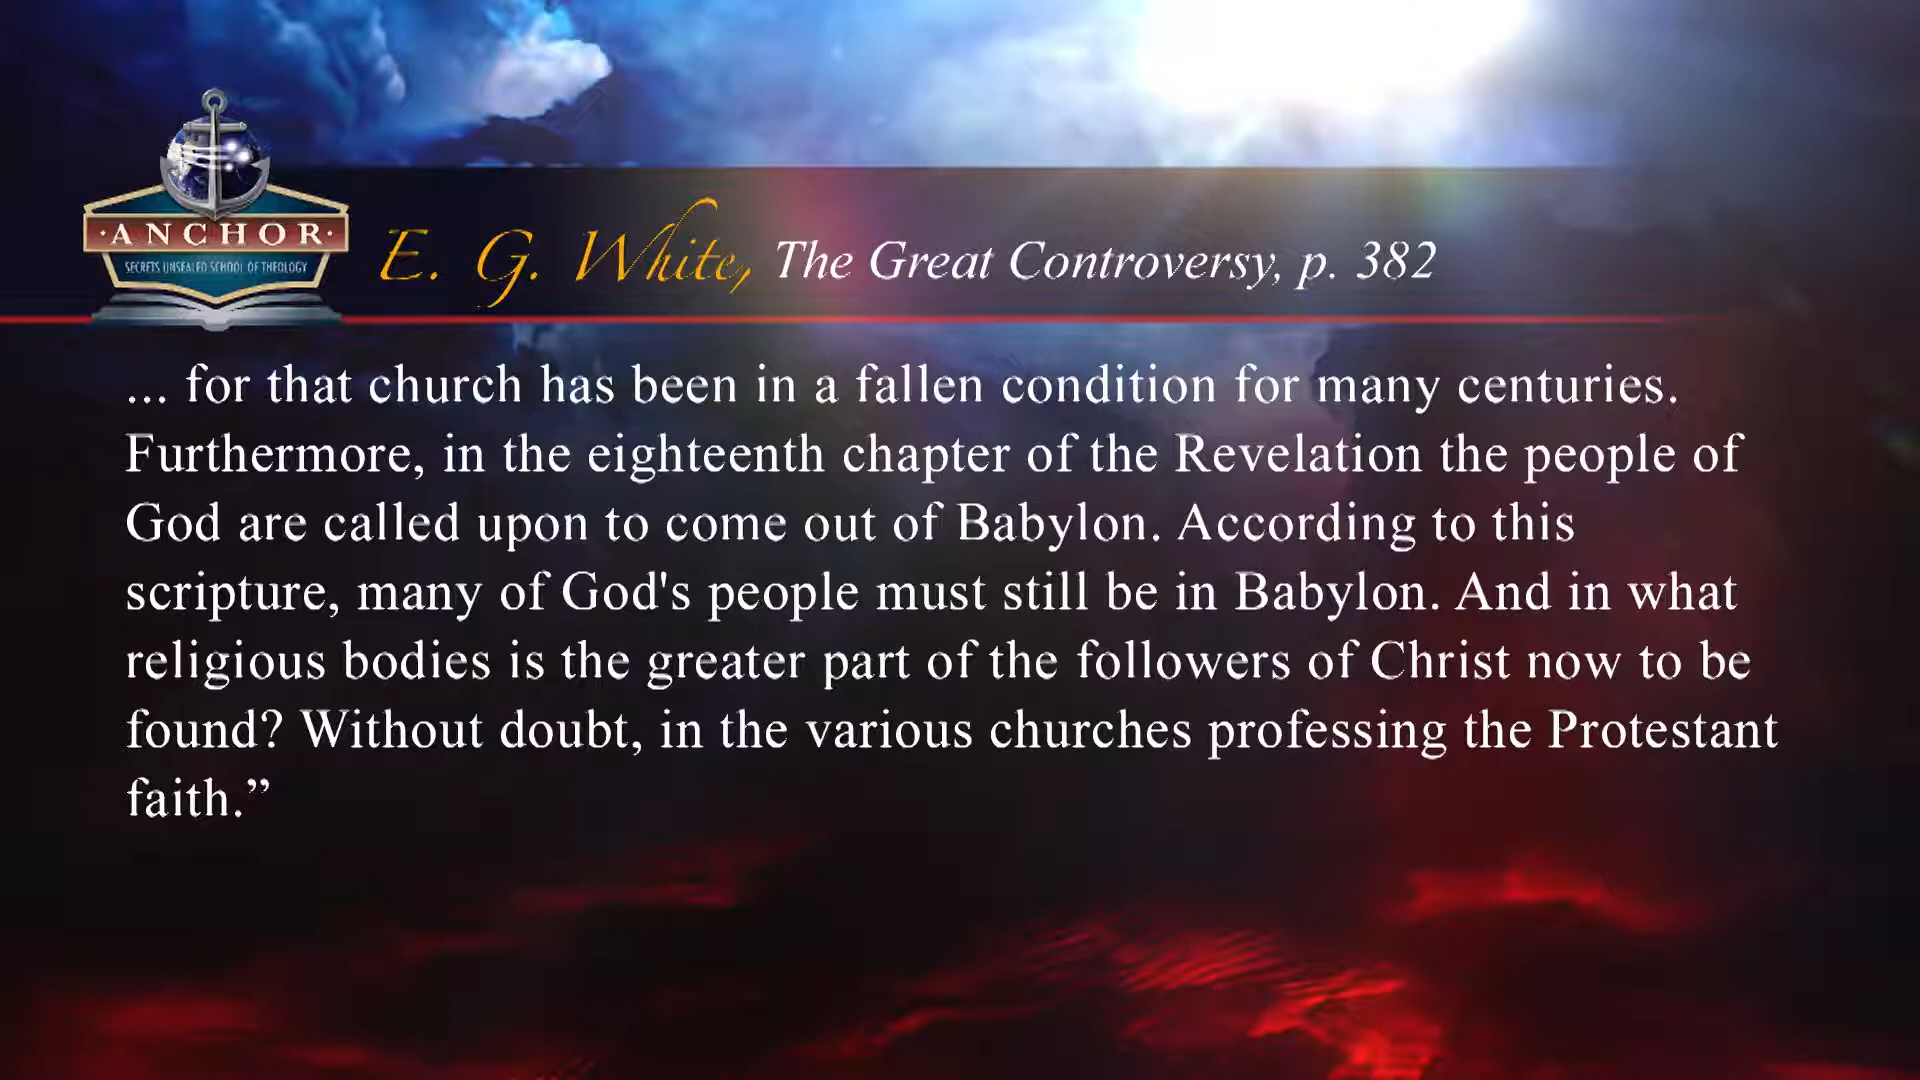 ·ANCHOR·
SECRETS UNSEALED SCHOOL OF THEOLOGY
E. G. White, The Great Controversy, p. 382
... for that church has been in a fallen condition for many centuries.
Furthermore, in the eighteenth chapter of the Revelation the people of
God are called upon to come out of Babylon. According to this
scripture, many of God's people must still be in Babylon. And in what
religious bodies is the greater part of the followers of Christ now to be
found? Without doubt, in the various churches professing the Protestant
faith.”